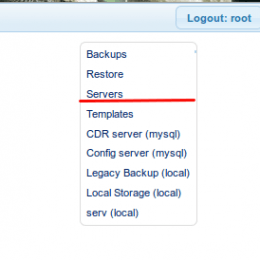 Logout: root
Backups
Restore
Servers
Templates
CDR server (mysql)
Config server (mysql)
Legacy Backup (local)
Local Storage (local)
serv (local)